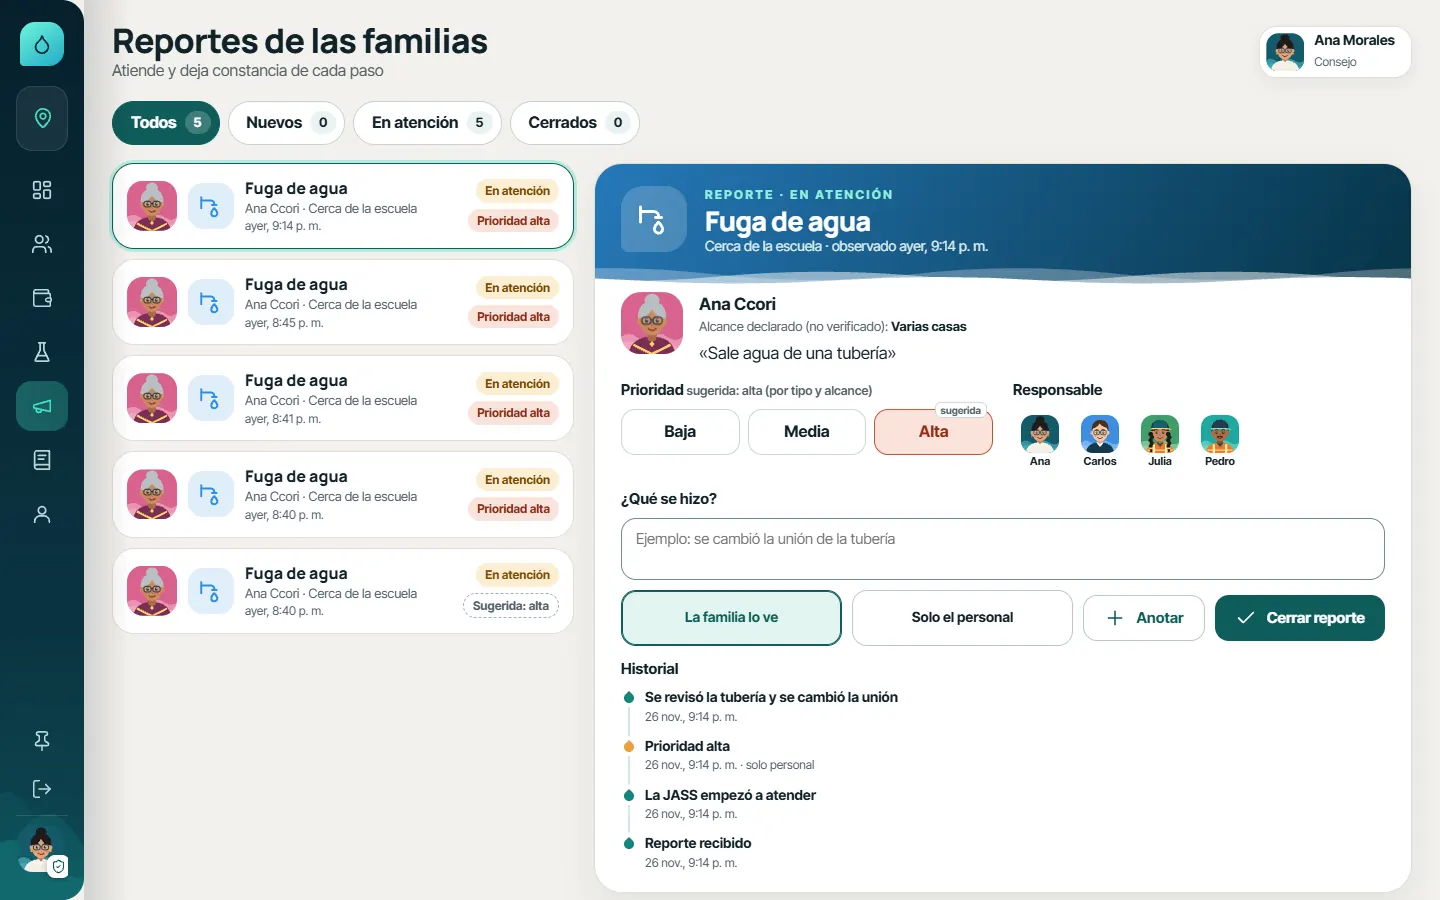 Reportes de las familias
Atiende y deja constancia de cada paso
Ana Morales
Consejo
Todos 5
Nuevos 0
En atención 5
Cerrados 0
Fuga de agua
Ana Ccori · Cerca de la escuela
ayer, 9:14 p. m.
En atención
Prioridad alta
Fuga de agua
Ana Ccori · Cerca de la escuela
ayer, 8:45 p. m.
En atención
Prioridad alta
Fuga de agua
Ana Ccori · Cerca de la escuela
ayer, 8:41 p. m.
En atención
Prioridad alta
Fuga de agua
Ana Ccori · Cerca de la escuela
ayer, 8:40 p. m.
En atención
Prioridad alta
Fuga de agua
Ana Ccori · Cerca de la escuela
ayer, 8:40 p. m.
En atención
Sugerida: alta
REPORTE · EN ATENCIÓN
Fuga de agua
Cerca de la escuela · observado ayer, 9:14 p. m.
Ana Ccori
Alcance declarado (no verificado): Varias casas
«Sale agua de una tubería»
Prioridad sugerida: alta (por tipo y alcance)
Baja
Media
Alta
sugerida
Responsable
Ana
Carlos
Julia
Pedro
¿Qué se hizo?
Ejemplo: se cambió la unión de la tubería
La familia lo ve
Solo el personal
Anotar
Cerrar reporte
Historial
Se revisó la tubería y se cambió la unión
26 nov., 9:14 p. m.
Prioridad alta
26 nov., 9:14 p. m. · solo personal
La JASS empezó a atender
26 nov., 9:14 p. m.
Reporte recibido
26 nov., 9:14 p. m.